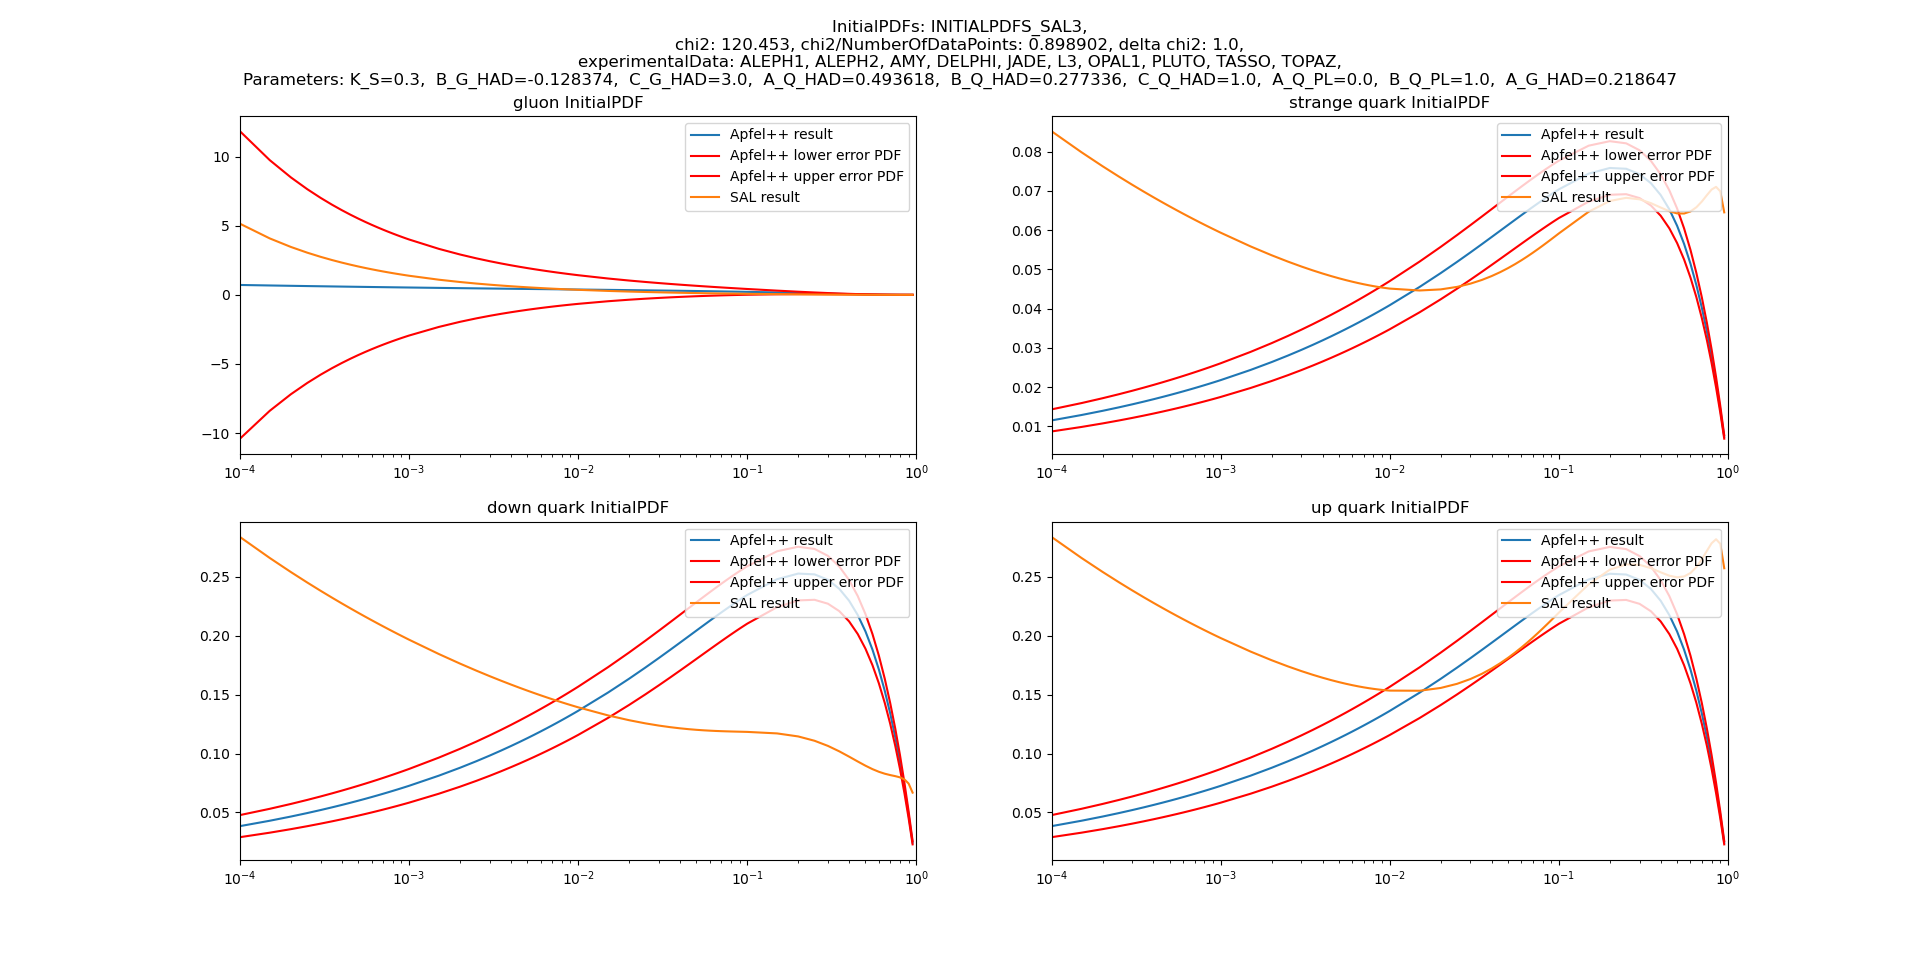 InitialPDFs: INITIALPDFS_SAL3,
chi2: 120.453, chi2/NumberOfDataPoints: 0.898902, delta chi2: 1.0,
experimentalData: ALEPH1, ALEPH2, AMY, DELPHI, JADE, L3, OPAL1, PLUTO, TASSO, TOPAZ,
Parameters: K_S=0.3,  B_G_HAD=-0.128374,  C_G_HAD=3.0,  A_Q_HAD=0.493618,  B_Q_HAD=0.277336,  C_Q_HAD=1.0,  A_Q_PL=0.0,  B_Q_PL=1.0,  A_G_HAD=0.218647
gluon InitialPDF
Apfel++ result
Apfel++ lower error PDF
Apfel++ upper error PDF
SAL result
10
5
0
−5
−10
10⁻⁴ 10⁻³ 10⁻² 10⁻¹ 10⁰
strange quark InitialPDF
Apfel++ result
Apfel++ lower error PDF
Apfel++ upper error PDF
SAL result
0.08
0.07
0.06
0.05
0.04
0.03
0.02
0.01
10⁻⁴ 10⁻³ 10⁻² 10⁻¹ 10⁰
down quark InitialPDF
Apfel++ result
Apfel++ lower error PDF
Apfel++ upper error PDF
SAL result
0.25
0.20
0.15
0.10
0.05
10⁻⁴ 10⁻³ 10⁻² 10⁻¹ 10⁰
up quark InitialPDF
Apfel++ result
Apfel++ lower error PDF
Apfel++ upper error PDF
SAL result
0.25
0.20
0.15
0.10
0.05
10⁻⁴ 10⁻³ 10⁻² 10⁻¹ 10⁰